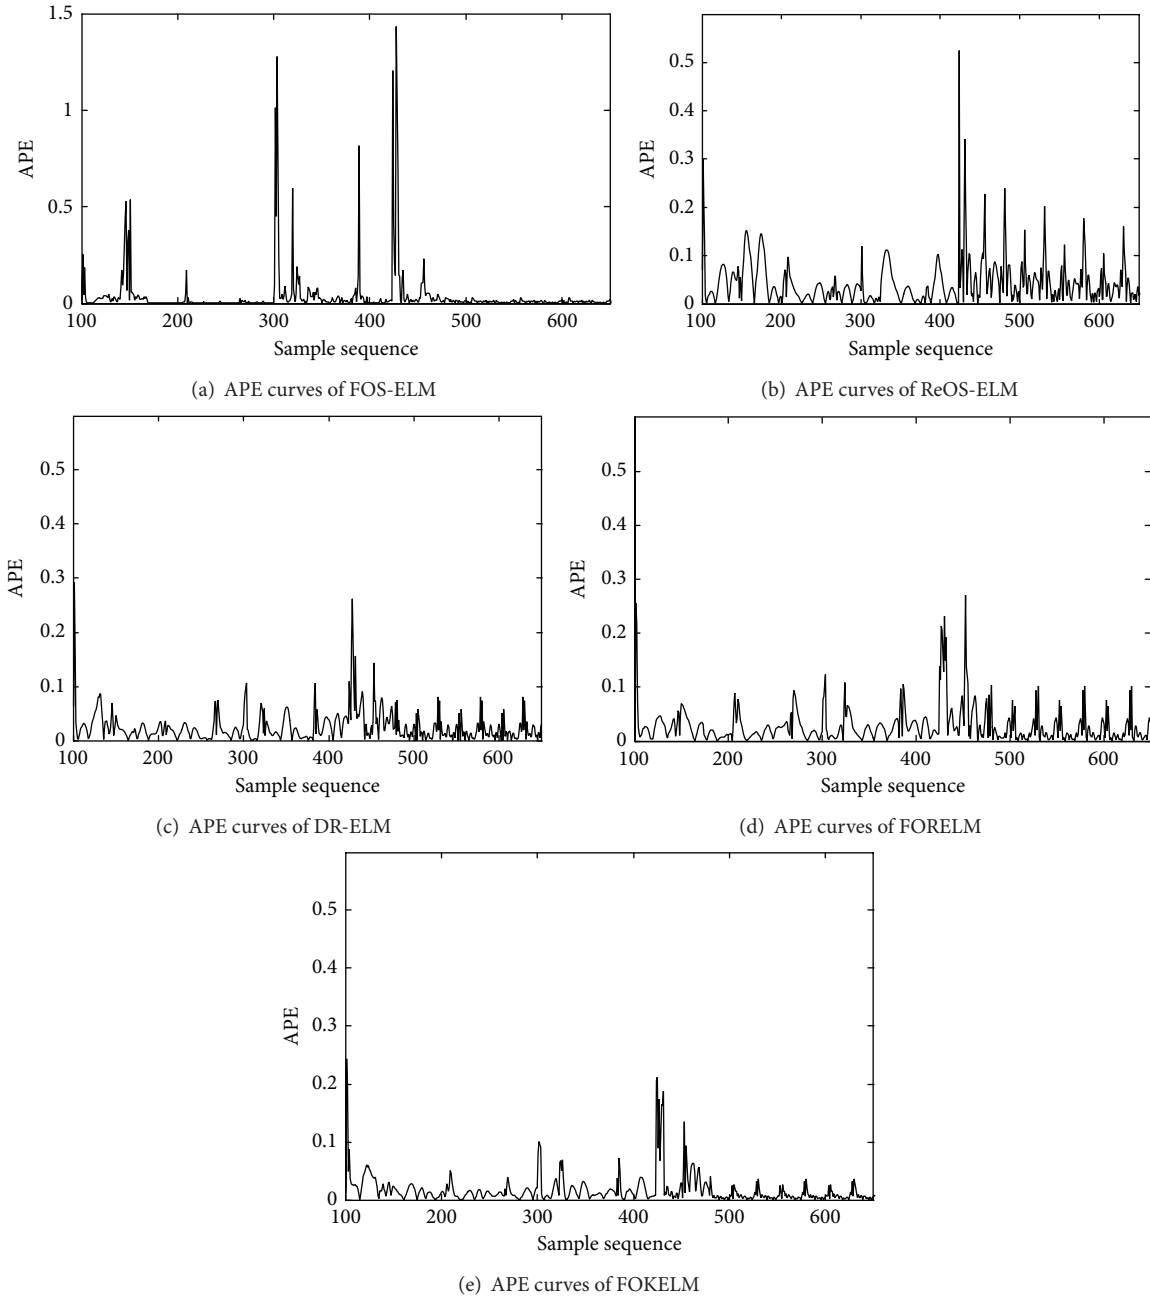 1.5
1
0.5
0
APE
100 200 300 400 500 600
Sample sequence
(a) APE curves of FOS-ELM
0.5
0.4
0.3
0.2
0.1
0
APE
100 200 300 400 500 600
Sample sequence
(b) APE curves of ReOS-ELM
0.5
0.4
0.3
0.2
0.1
0
APE
100 200 300 400 500 600
Sample sequence
(c) APE curves of DR-ELM
0.5
0.4
0.3
0.2
0.1
0
APE
100 200 300 400 500 600
Sample sequence
(d) APE curves of FORELM
0.5
0.4
0.3
0.2
0.1
0
APE
100 200 300 400 500 600
Sample sequence
(e) APE curves of FOKELM